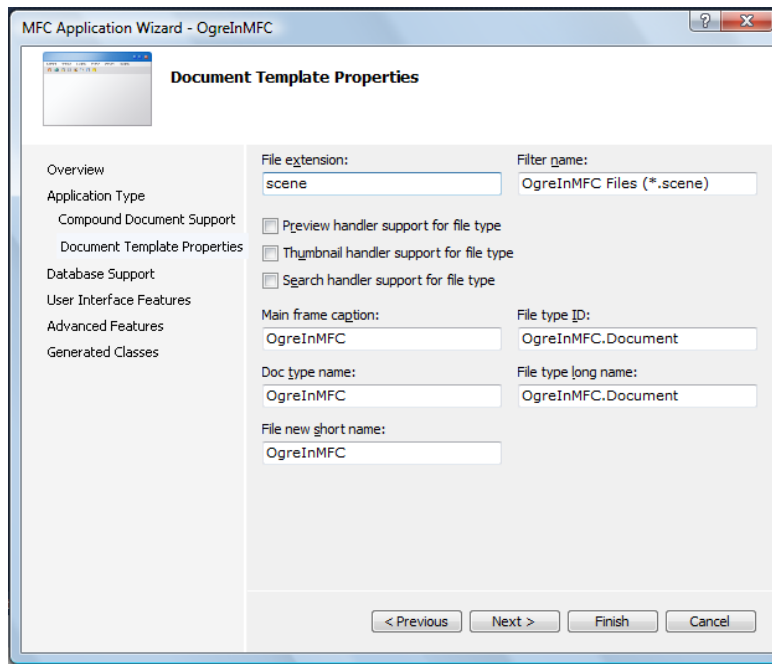 MFC Application Wizard - OgreInMFC
Document Template Properties
Overview
Application Type
Compound Document Support
Document Template Properties
Database Support
User Interface Features
Advanced Features
Generated Classes
File extension:
scene
Filter name:
OgreInMFC Files (*.scene)
Preview handler support for file type
Thumbnail handler support for file type
Search handler support for file type
Main frame caption:
OgreInMFC
File type ID:
OgreInMFC.Document
Doc type name:
OgreInMFC
File type long name:
OgreInMFC.Document
File new short name:
OgreInMFC
< Previous
Next >
Finish
Cancel